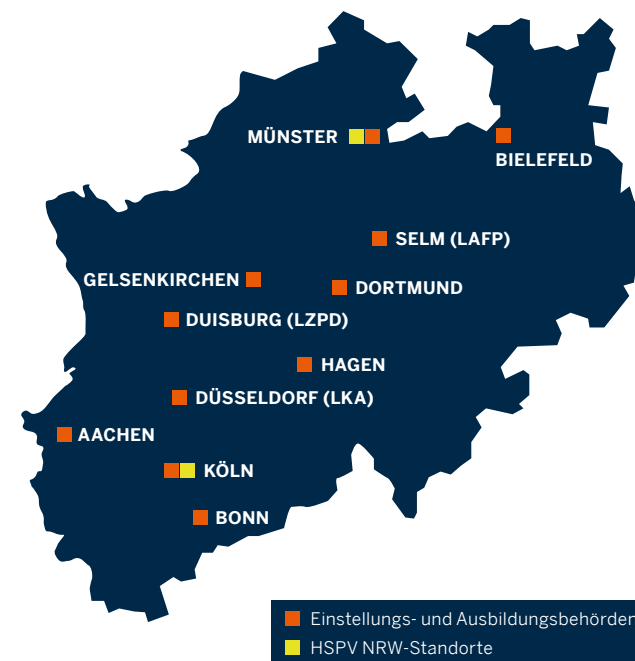 MÜNSTER
BIELEFELD
SELM (LAFP)
GELSENKIRCHEN
DORTMUND
DUISBURG (LZPD)
HAGEN
DÜSSELDORF (LKA)
AACHEN
KÖLN
BONN
Einstellungs- und Ausbildungsbehörden
HSPV NRW-Standorte